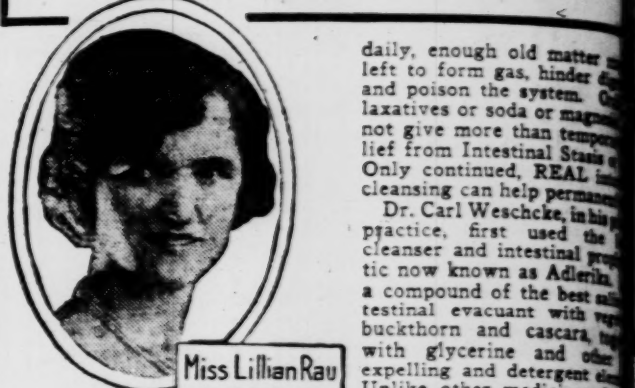 Miss Lillian Rau
daily, enough old matter
left to form gas, hinder
and poison the system.
laxatives or soda or
not give more than
lief from Intestinal Stasis
Only continued, REAL
cleansing can help
Dr. Carl Weschcke, in his
practice, first used the
cleanser and intestinal
tic now known as Adlerika,
a compound of the best
testinal evacuant with
buckthorn and cascara,
with glycerine and other
expelling and detergent
Unlike other